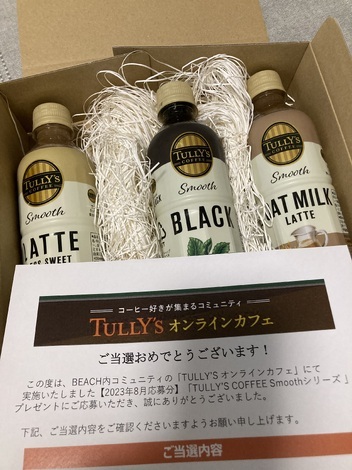 TULLY'S
COFFEE
Smooth
LATTE
SWEET
TULLY'S
COFFEE
Smooth
BLACK
TULLY'S
COFFEE
Smooth
OAT MILK
LATTE
コーヒー好きが集まるコミュニティ
TULLY'S オンラインカフェ
ご当選おめでとうございます！
この度は、BEACH内コミュニティの「TULLY'S オンラインカフェ」にて
実施いたしました【2023年8月応募分】「TULLY'S COFFEE Smoothシリーズ 」
プレゼントにご応募いただき、誠にありがとうございました。
下記、ご当選内容をご確認くださいますようお願い申し上げます。
ご当選内容